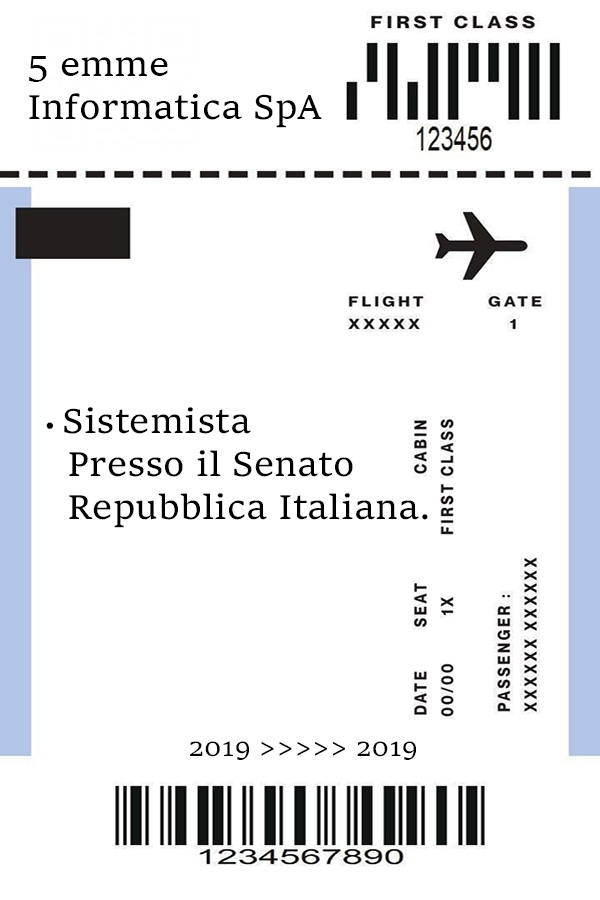 FIRST CLASS
5 emme
Informatica SpA
123456
FLIGHT GATE
XXXXX 1
• Sistemista
Presso il Senato
Repubblica Italiana.
CABIN
FIRST CLASS
SEAT
1X
DATE
00/00
PASSENGER :
XXXXXX XXXXXX
2019 >>>>> 2019
1234567890